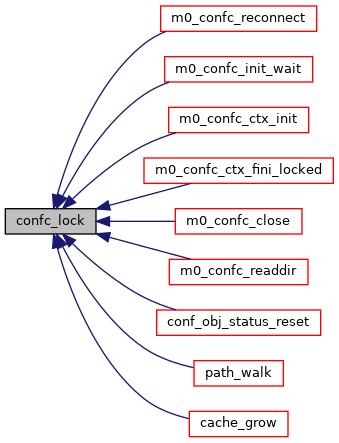 m0_confc_reconnect
m0_confc_init_wait
m0_confc_ctx_init
m0_confc_ctx_fini_locked
confc_lock
m0_confc_close
m0_confc_readdir
conf_obj_status_reset
path_walk
cache_grow